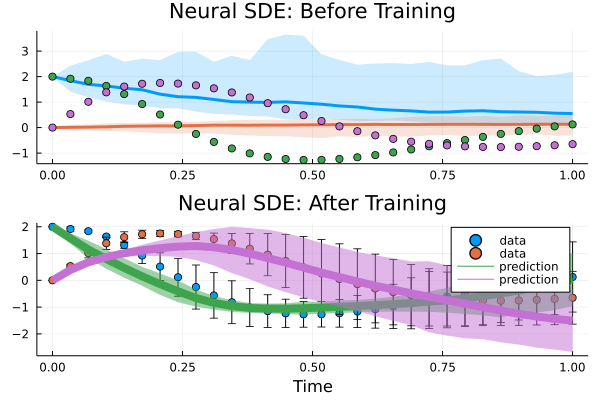 Neural SDE: Before Training
3
2
1
0
−1
0.00 0.25 0.50 0.75 1.00
Neural SDE: After Training
2
1
0
−1
−2
data
data
prediction
prediction
0.00 0.25 0.50 0.75 1.00
Time